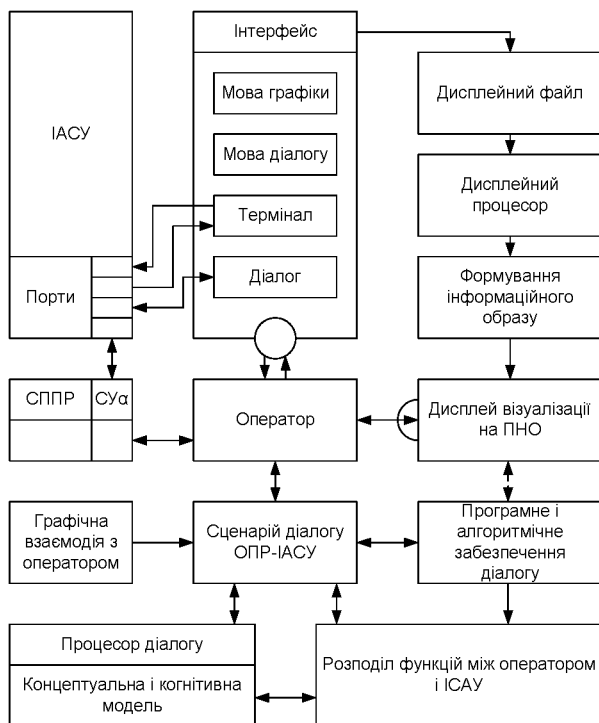 Інтерфейс
Мова графіки
Мова діалогу
Термінал
Діалог
ІАСУ
Порти
Дисплейний файл
Дисплейний
процесор
Формування
інформаційного
образу
СППР
СУα
Оператор
Дисплей візуалізації
на ПНО
Графічна
взаємодія з
оператором
Сценарій діалогу
ОПР-ІАСУ
Програмне і
алгоритмічне
забезпечення
діалогу
Процесор діалогу
Концептуальна і когнітивна
модель
Розподіл функцій між оператором
і ІСАУ